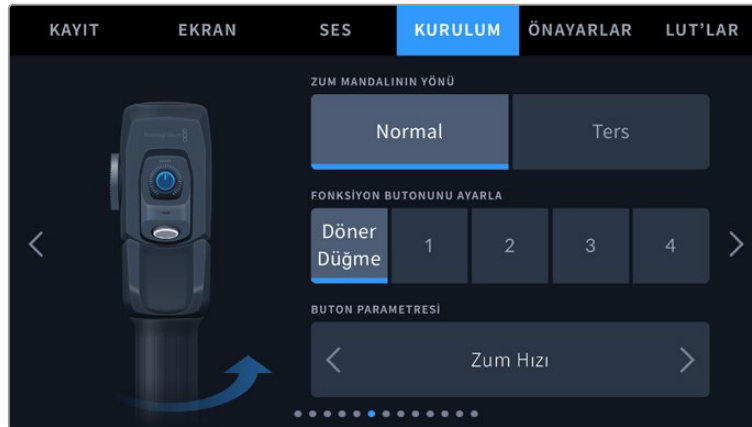 KAYIT EKRAN SES KURULUM ÖNAYARLAR LUT’LAR
ZUM MANDALININ YÖNÜ
Normal Ters
FONKSİYON BUTONUNU AYARLA
Döner
Düğme 1 2 3 4
BUTON PARAMETRESİ
Zum Hızı